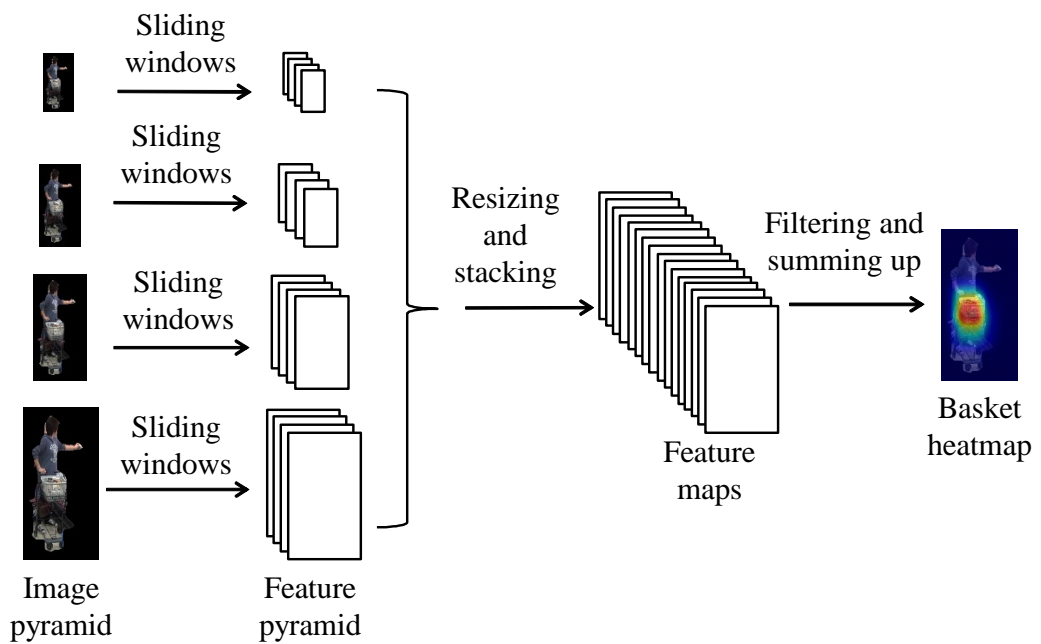 Sliding
windows
Sliding
windows
Sliding
windows
Sliding
windows
Image
pyramid
Feature
pyramid
Resizing
and
stacking
Feature
maps
Filtering and
summing up
Basket
heatmap